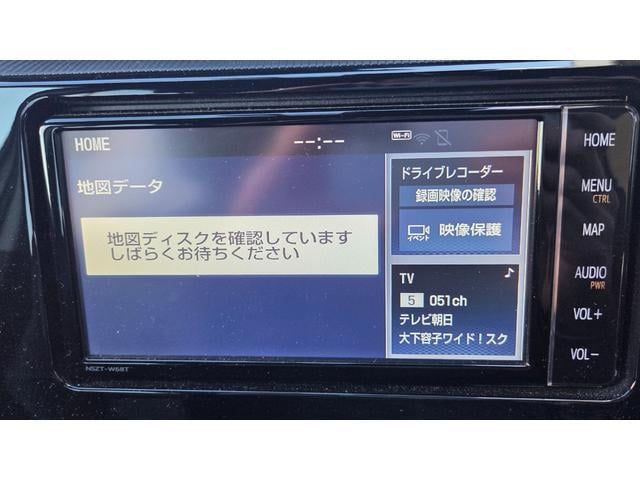 HOME
--:--
Wi-Fi
地図データ
地図ディスクを確認しています
しばらくお待ちください
ドライブレコーダー
録画映像の確認
イベント
映像保護
TV
5 051ch
テレビ朝日
大下容子ワイド!スク
HOME
MENU
CTRL
MAP
AUDIO
PWR
VOL+
VOL−
NSZT-W68T